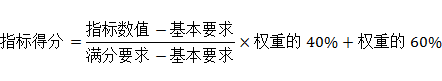 指标得分 = (指标数值 − 基本要求) / (满分要求 − 基本要求) × 权重的 40% + 权重的 60%